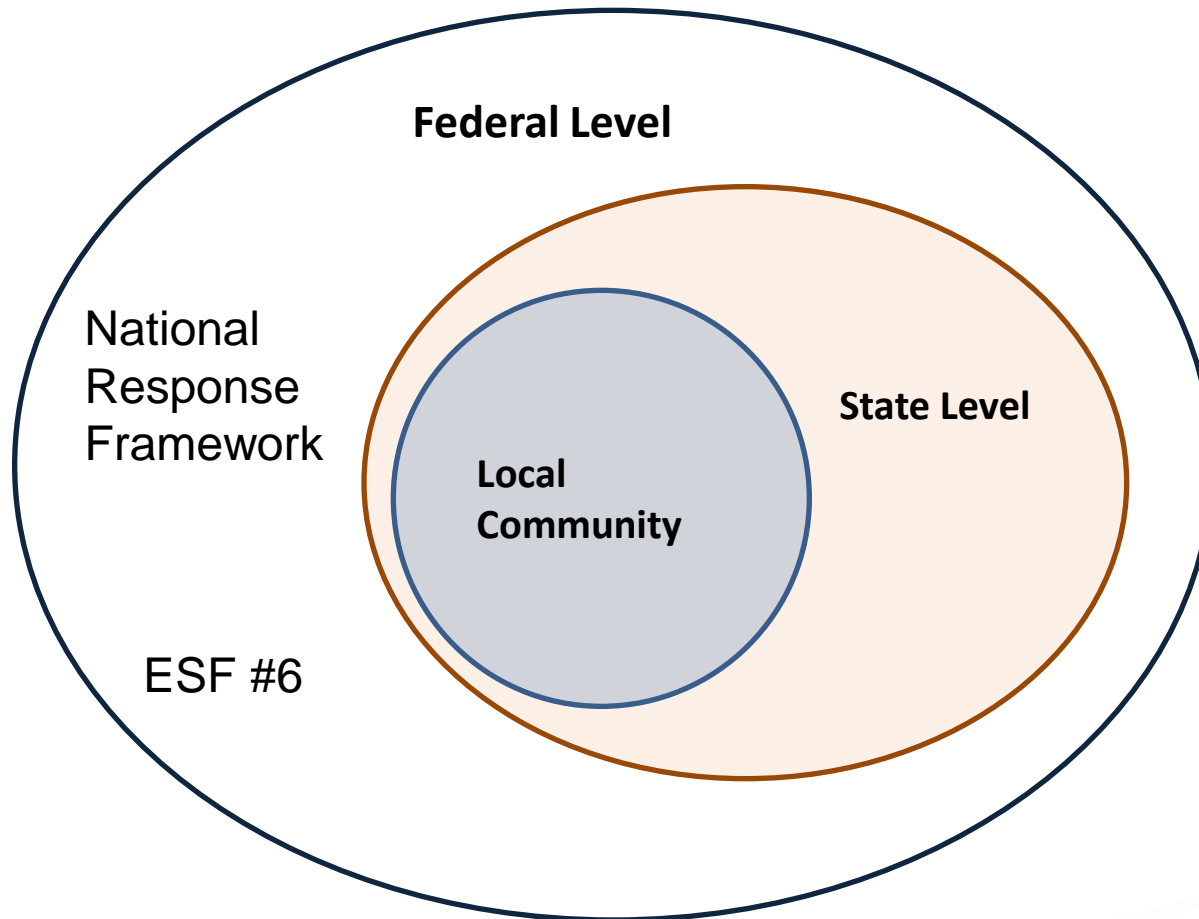 Federal Level
National
Response
Framework
State Level
Local
Community
ESF #6